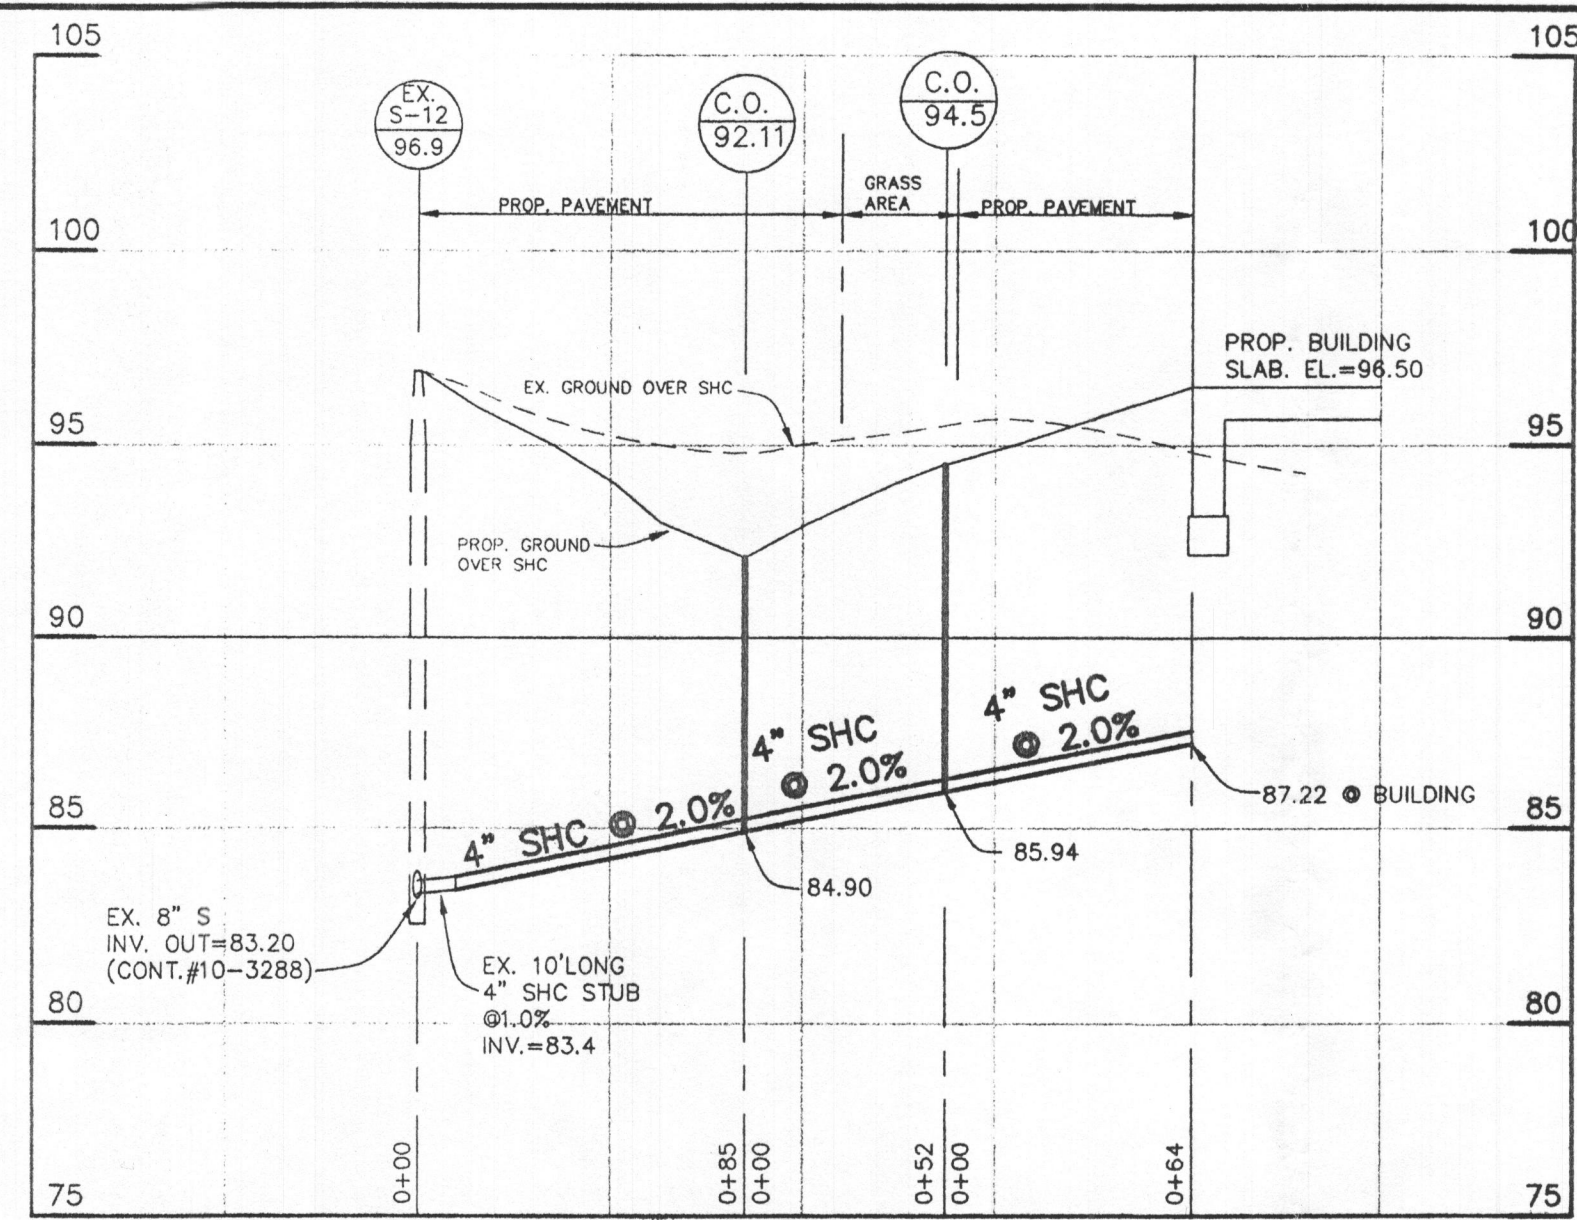 105
105
EX.
S-12
96.9
C.O.
92.11
C.O.
94.5
GRASS
AREA
PROP. PAVEMENT
PROP. PAVEMENT
100
100
PROP. BUILDING
SLAB. EL.=96.50
EX. GROUND OVER SHC
95
95
PROP. GROUND
OVER SHC
90
90
4" SHC
@ 2.0%
4" SHC
@ 2.0%
4" SHC @ 2.0%
87.22 @ BUILDING
85
85
85.94
84.90
EX. 8" S
INV. OUT=83.20
(CONT.#10-3288)
EX. 10'LONG
4" SHC STUB
@1.0%
INV.=83.4
80
80
0+00
0+85
0+00
0+52
0+00
0+64
75
75